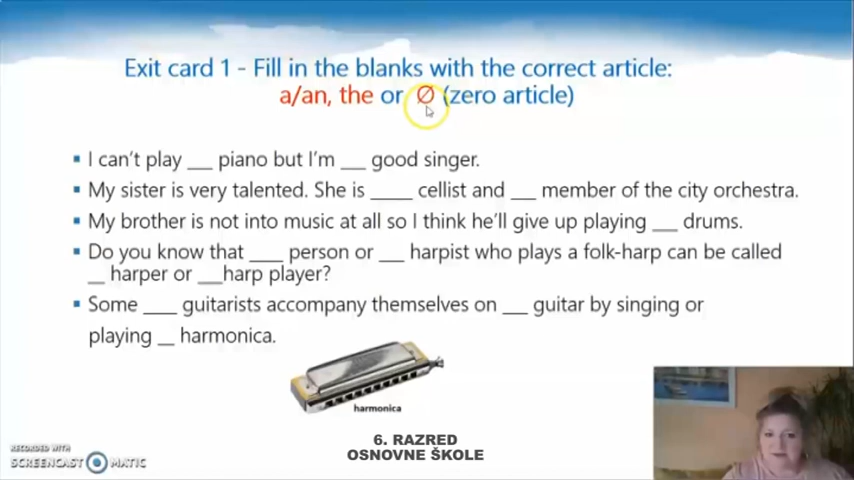 Exit card 1 - Fill in the blanks with the correct article:
a/an, the or Ø (zero article)
▪ I can't play ___ piano but I'm ___ good singer.
▪ My sister is very talented. She is _____ cellist and ___ member of the city orchestra.
▪ My brother is not into music at all so I think he'll give up playing ___ drums.
▪ Do you know that ____ person or ___ harpist who plays a folk-harp can be called
__ harper or ___harp player?
▪ Some ____ guitarists accompany themselves on ___ guitar by singing or
playing __ harmonica.
harmonica
6. RAZRED
OSNOVNE ŠKOLE
RECORDED WITH
SCREENCAST MATIC